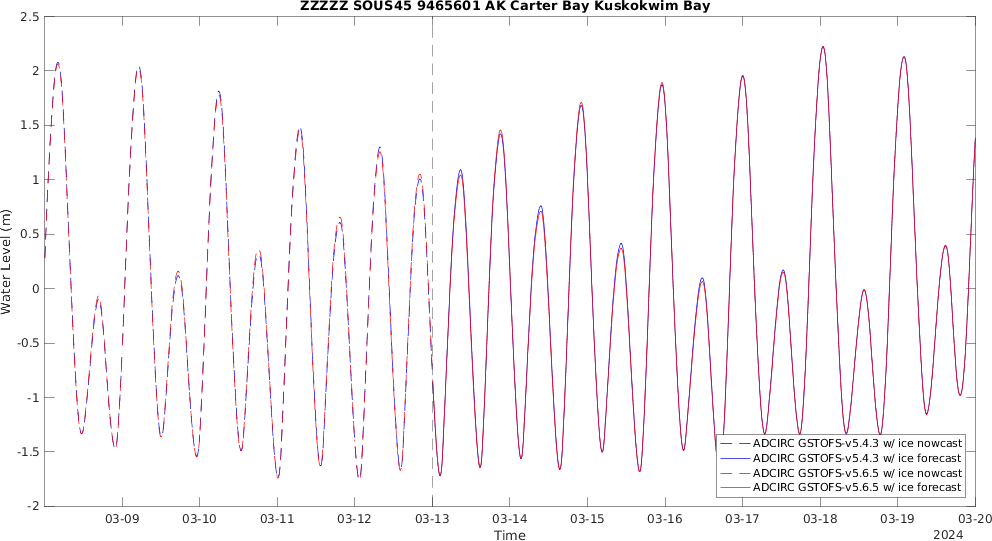 ZZZZZ SOUS45 9465601 AK Carter Bay Kuskokwim Bay
2.5
2
1.5
1
0.5
0
-0.5
-1
-1.5
-2
Water Level (m)
03-09 03-10 03-11 03-12 03-13 03-14 03-15 03-16 03-17 03-18 03-19 03-20
Time
2024
ADCIRC GSTOFS-v5.4.3 w/ ice nowcast
ADCIRC GSTOFS-v5.4.3 w/ ice forecast
ADCIRC GSTOFS-v5.6.5 w/ ice nowcast
ADCIRC GSTOFS-v5.6.5 w/ ice forecast